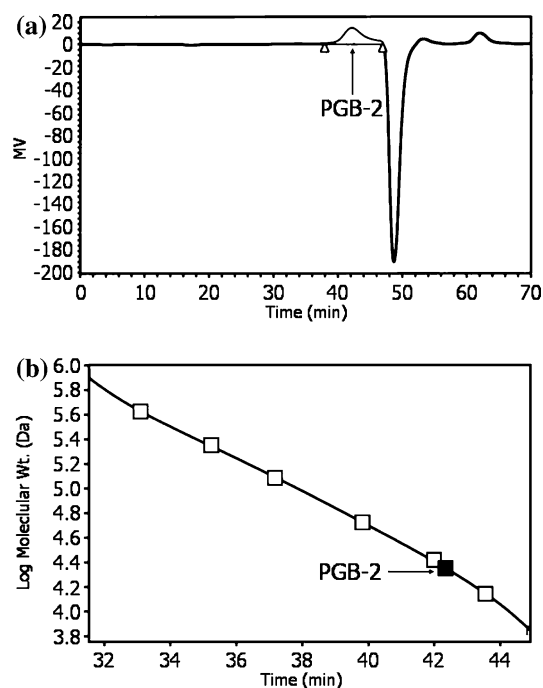 (a)
20
0
-20
-40
-60
-80
-100
-120
-140
-160
-180
-200
MV
PGB-2
0 10 20 30 40 50 60 70
Time (min)
(b)
6.0
5.8
5.6
5.4
5.2
5.0
4.8
4.6
4.4
4.2
4.0
3.8
Log Moleclular Wt. (Da)
PGB-2
32 34 36 38 40 42 44
Time (min)